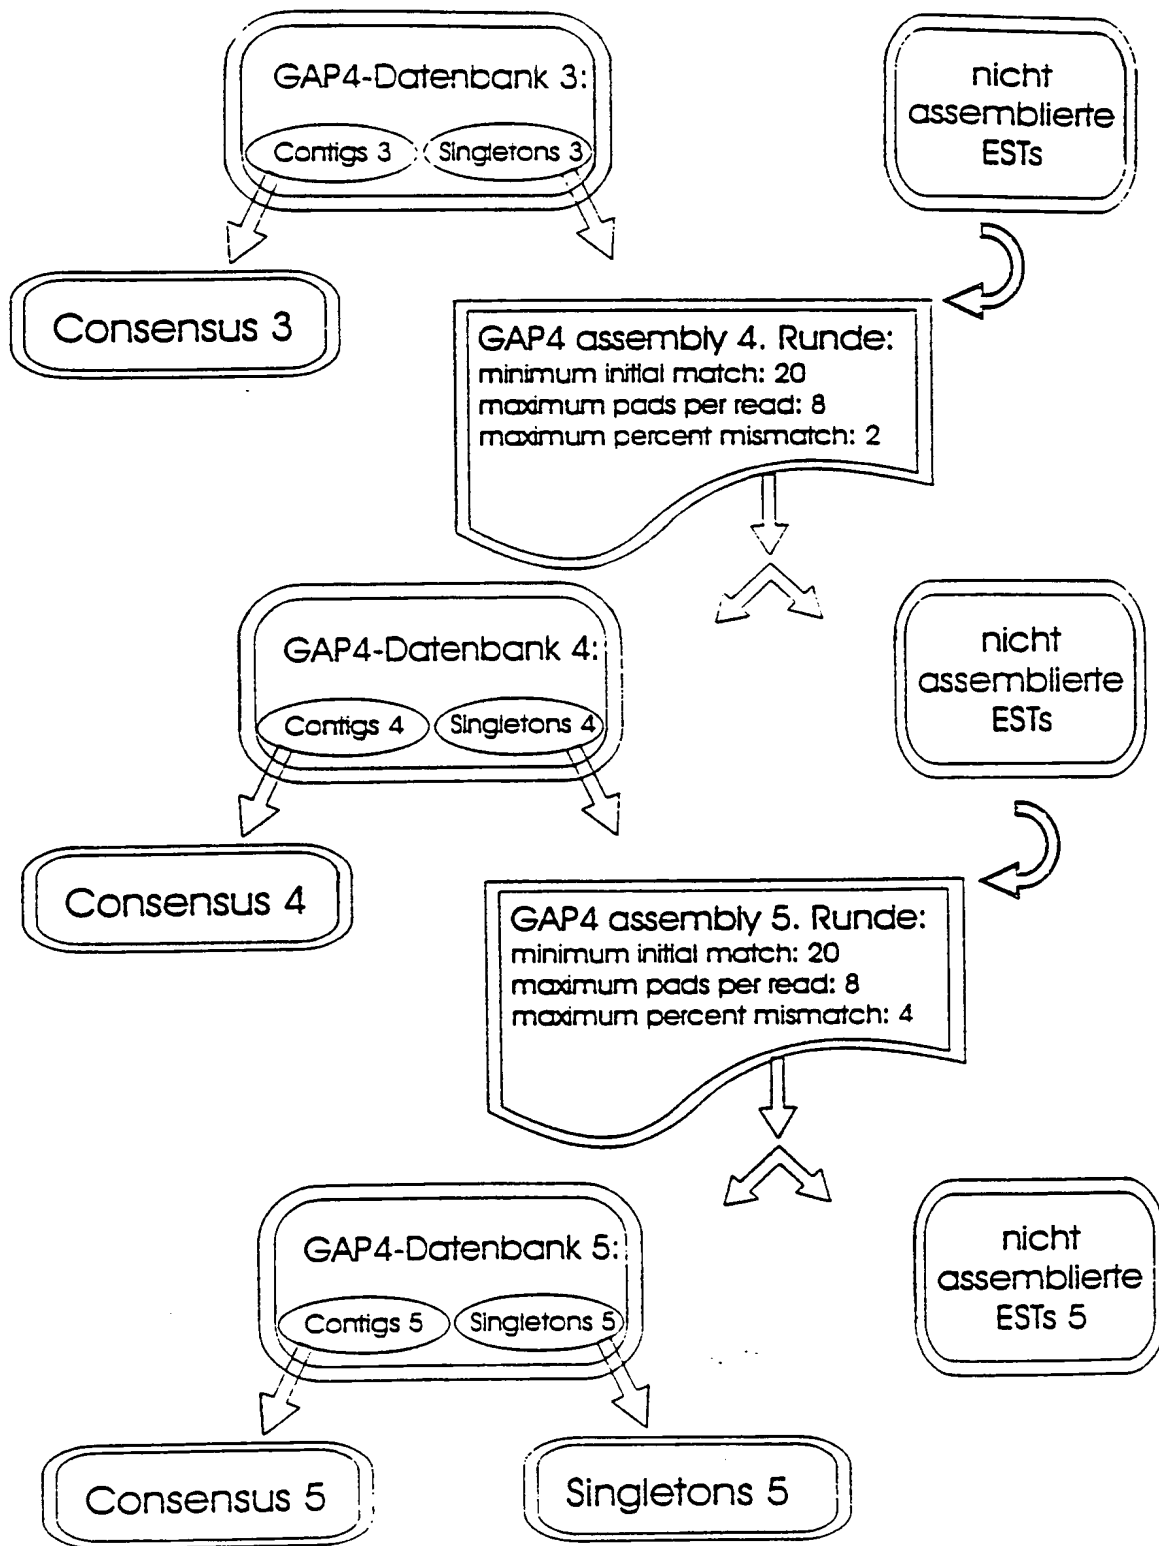 GAP4-Datenbank 3:
Contigs 3
Singletons 3
nicht
assemblierte
ESTs
Consensus 3
GAP4 assembly 4. Runde:
minimum initial match: 20
maximum pads per read: 8
maximum percent mismatch: 2
GAP4-Datenbank 4:
Contigs 4
Singletons 4
nicht
assemblierte
ESTs
Consensus 4
GAP4 assembly 5. Runde:
minimum initial match: 20
maximum pads per read: 8
maximum percent mismatch: 4
GAP4-Datenbank 5:
Contigs 5
Singletons 5
nicht
assemblierte
ESTs 5
Consensus 5
Singletons 5